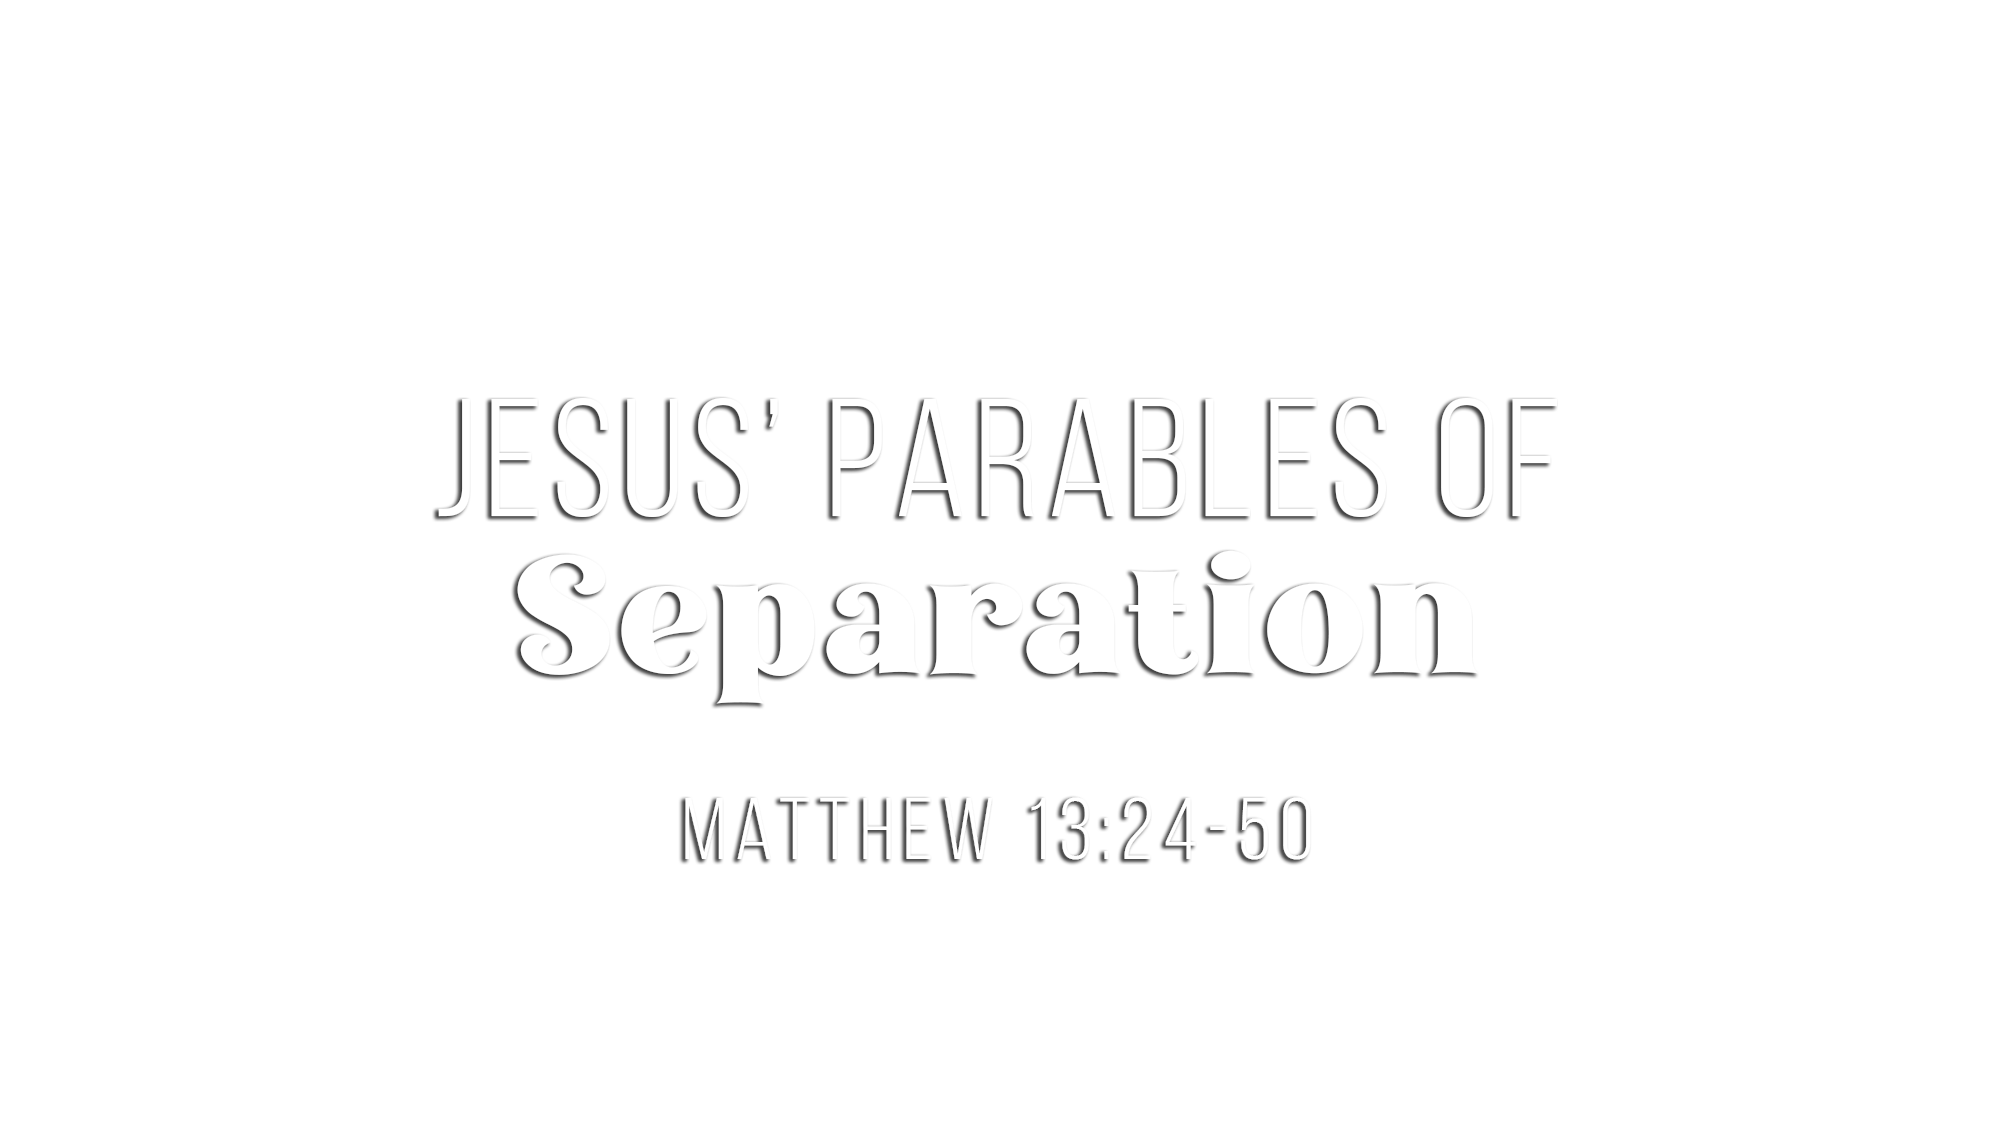 JESUS’ PARABLES OF
Separation
MATTHEW 13:24-50